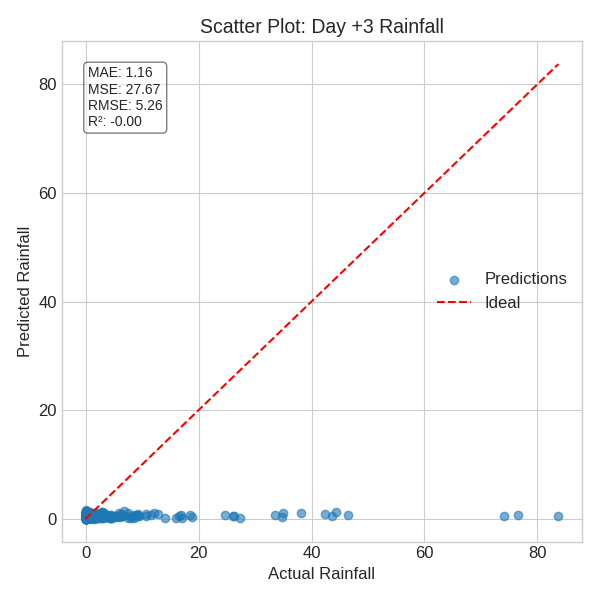 Scatter Plot: Day +3 Rainfall
MAE: 1.16
MSE: 27.67
RMSE: 5.26
R²: -0.00
80
60
40
20
0
Predicted Rainfall
Predictions
Ideal
0 20 40 60 80
Actual Rainfall